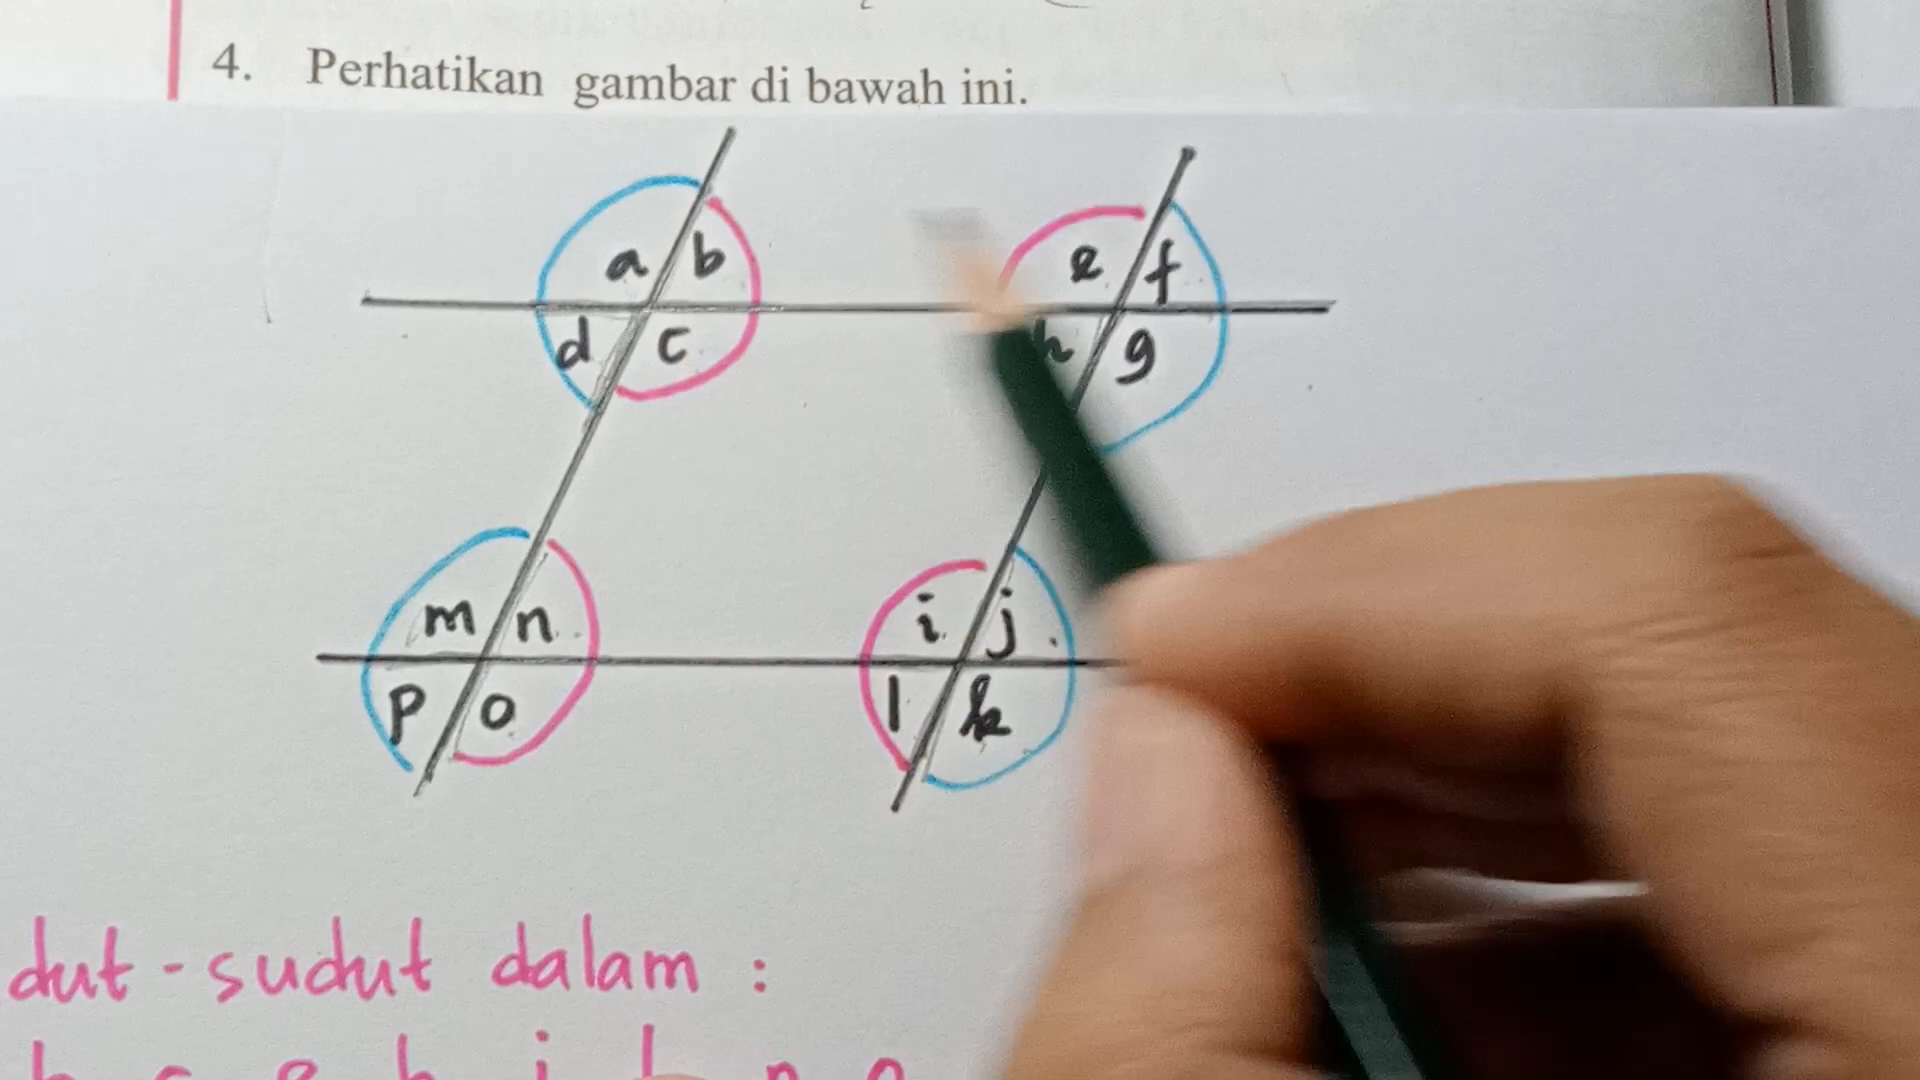 4. Perhatikan gambar di bawah ini.
a b e f
d c h g
m n i j
p o l k
dut-sudut dalam :